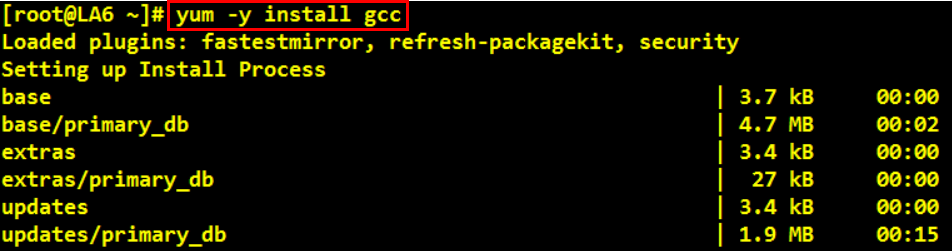 [root@LA6 ~]# yum -y install gcc
Loaded plugins: fastestmirror, refresh-packagekit, security
Setting up Install Process
base | 3.7 kB 00:00
base/primary_db | 4.7 MB 00:02
extras | 3.4 kB 00:00
extras/primary_db | 27 kB 00:00
updates | 3.4 kB 00:00
updates/primary_db | 1.9 MB 00:15